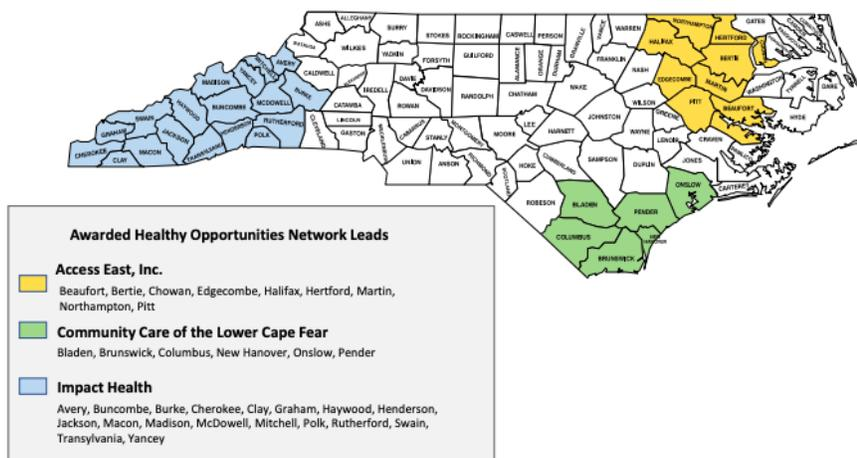 ASHE
ALLEGHANY
SURRY
STOKES
ROCKINGHAM
CASWELL
PERSON
WARREN
NORTHAMPTON
GATES
HERTFORD
HALIFAX
BERTIE
WILKES
YADKIN
FORSYTH
GUILFORD
ALAMANCE
ORANGE
DURHAM
GRANVILLE
VANCE
FRANKLIN
NASH
EDGECOMBE
MARTIN
WASHINGTON
TYRRELL
DARE
AVERY
MITCHELL
YANCEY
MADISON
CALDWELL
IREDELL
DAVIE
DAVIDSON
RANDOLPH
CHATHAM
WAKE
WILSON
PITT
BEAUFORT
HYDE
BURKE
CATAMBA
ROWAN
HAYWOOD
BUNCOMBE
MCDOWELL
SWAIN
GRAHAM
JACKSON
HENDERSON
RUTHERFORD
POLK
CLEVELAND
LINCOLN
GASTON
CABARRUS
STANLY
MONTGOMERY
MOORE
LEE
HARNETT
JOHNSTON
WAYNE
GREENE
LENOIR
CRAVEN
JONES
CHEROKEE
CLAY
MACON
TRANSYLVANIA
UNION
ANSON
RICHMOND
SCOTLAND
HOKE
CUMBERLAND
SAMPSON
DUPLIN
CARTERET
ONSLOW
ROBESON
BLADEN
PENDER
COLUMBUS
NEW HANOVER
BRUNSWICK
Awarded Healthy Opportunities Network Leads
Access East, Inc.
Beaufort, Bertie, Chowan, Edgecombe, Halifax, Hertford, Martin,
Northampton, Pitt
Community Care of the Lower Cape Fear
Bladen, Brunswick, Columbus, New Hanover, Onslow, Pender
Impact Health
Avery, Buncombe, Burke, Cherokee, Clay, Graham, Haywood, Henderson,
Jackson, Macon, Madison, McDowell, Mitchell, Polk, Rutherford, Swain,
Transylvania, Yancey